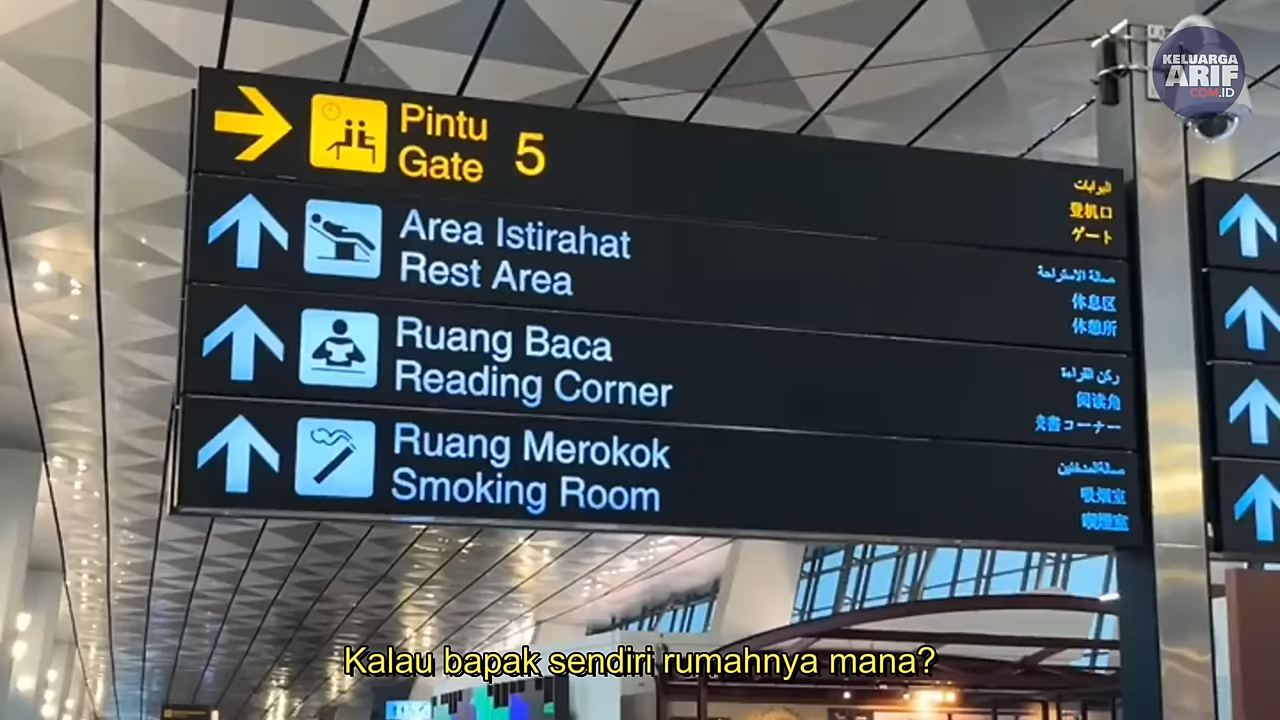 KELUARGA
ARIF
COM.ID
Pintu
Gate 5
البوابات
登机口
ゲート
Area Istirahat
Rest Area
صالة الاستراحة
休息区
休憩所
Ruang Baca
Reading Corner
ركن القراءة
阅读角
読書コーナー
Ruang Merokok
Smoking Room
صالة المدخنين
吸烟室
喫煙室
Kalau bapak sendiri rumahnya mana?